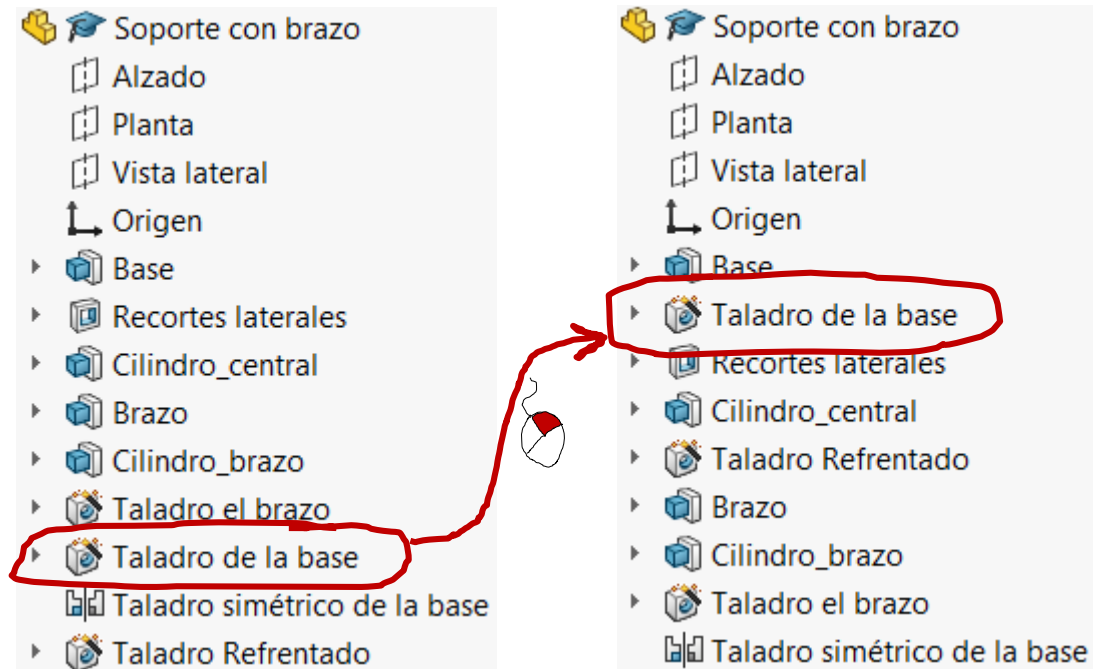 Soporte con brazo
Alzado
Planta
Vista lateral
Origen
Base
Recortes laterales
Cilindro_central
Brazo
Cilindro_brazo
Taladro el brazo
Taladro de la base
Taladro simétrico de la base
Taladro Refrentado
Soporte con brazo
Alzado
Planta
Vista lateral
Origen
Base
Taladro de la base
Recortes laterales
Cilindro_central
Taladro Refrentado
Brazo
Cilindro_brazo
Taladro el brazo
Taladro simétrico de la base